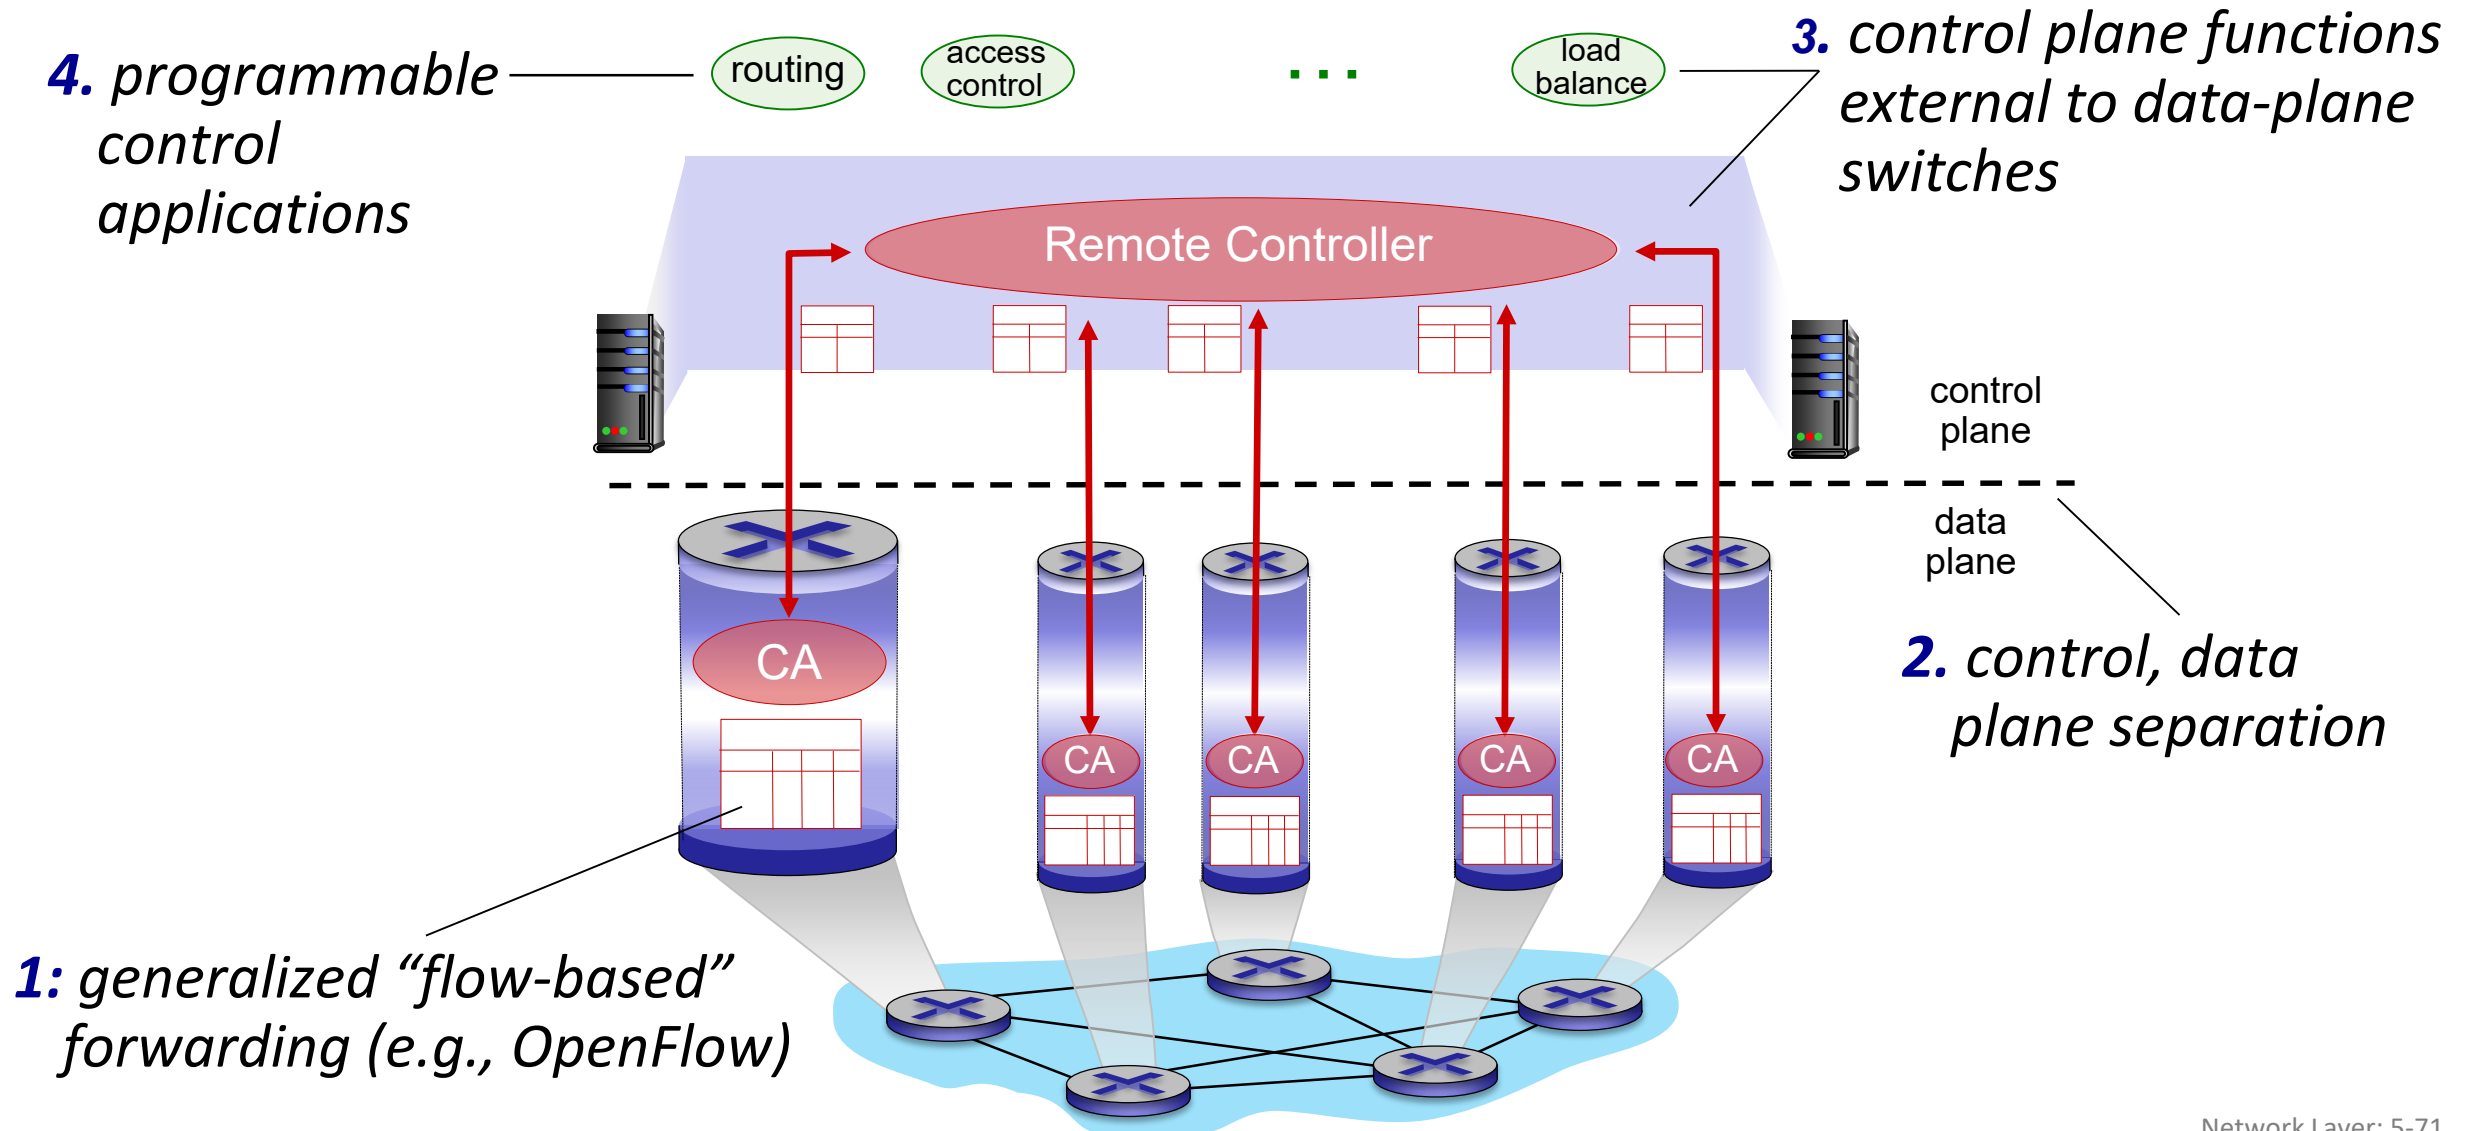 4. programmable
control
applications
routing
access
control
...
load
balance
3. control plane functions
external to data-plane
switches
Remote Controller
control
plane
data
plane
CA
CA
CA
CA
CA
2. control, data
plane separation
1: generalized “flow-based”
forwarding (e.g., OpenFlow)
Network Layer: 5-71